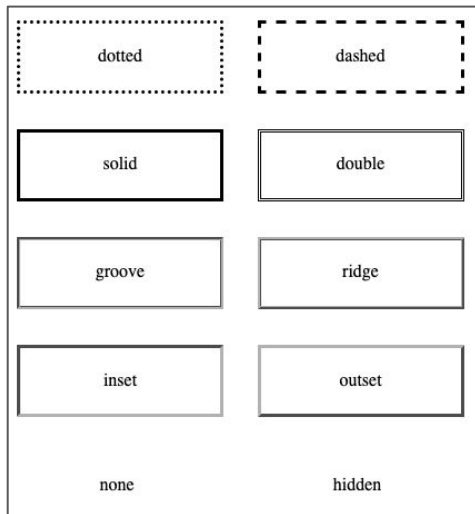 dotted dashed
solid double
groove ridge
inset outset
none hidden